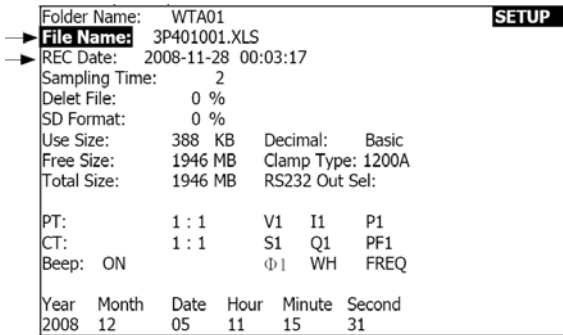 Folder Name: WTA01 SETUP
File Name: 3P401001.XLS
REC Date: 2008-11-28 00:03:17
Sampling Time: 2
Delet File: 0 %
SD Format: 0 %
Use Size: 388 KB Decimal: Basic
Free Size: 1946 MB Clamp Type: 1200A
Total Size: 1946 MB RS232 Out Sel:
PT: 1 : 1 V1 I1 P1
CT: 1 : 1 S1 Q1 PF1
Beep: ON Φ1 WH FREQ
Year Month Date Hour Minute Second
2008 12 05 11 15 31